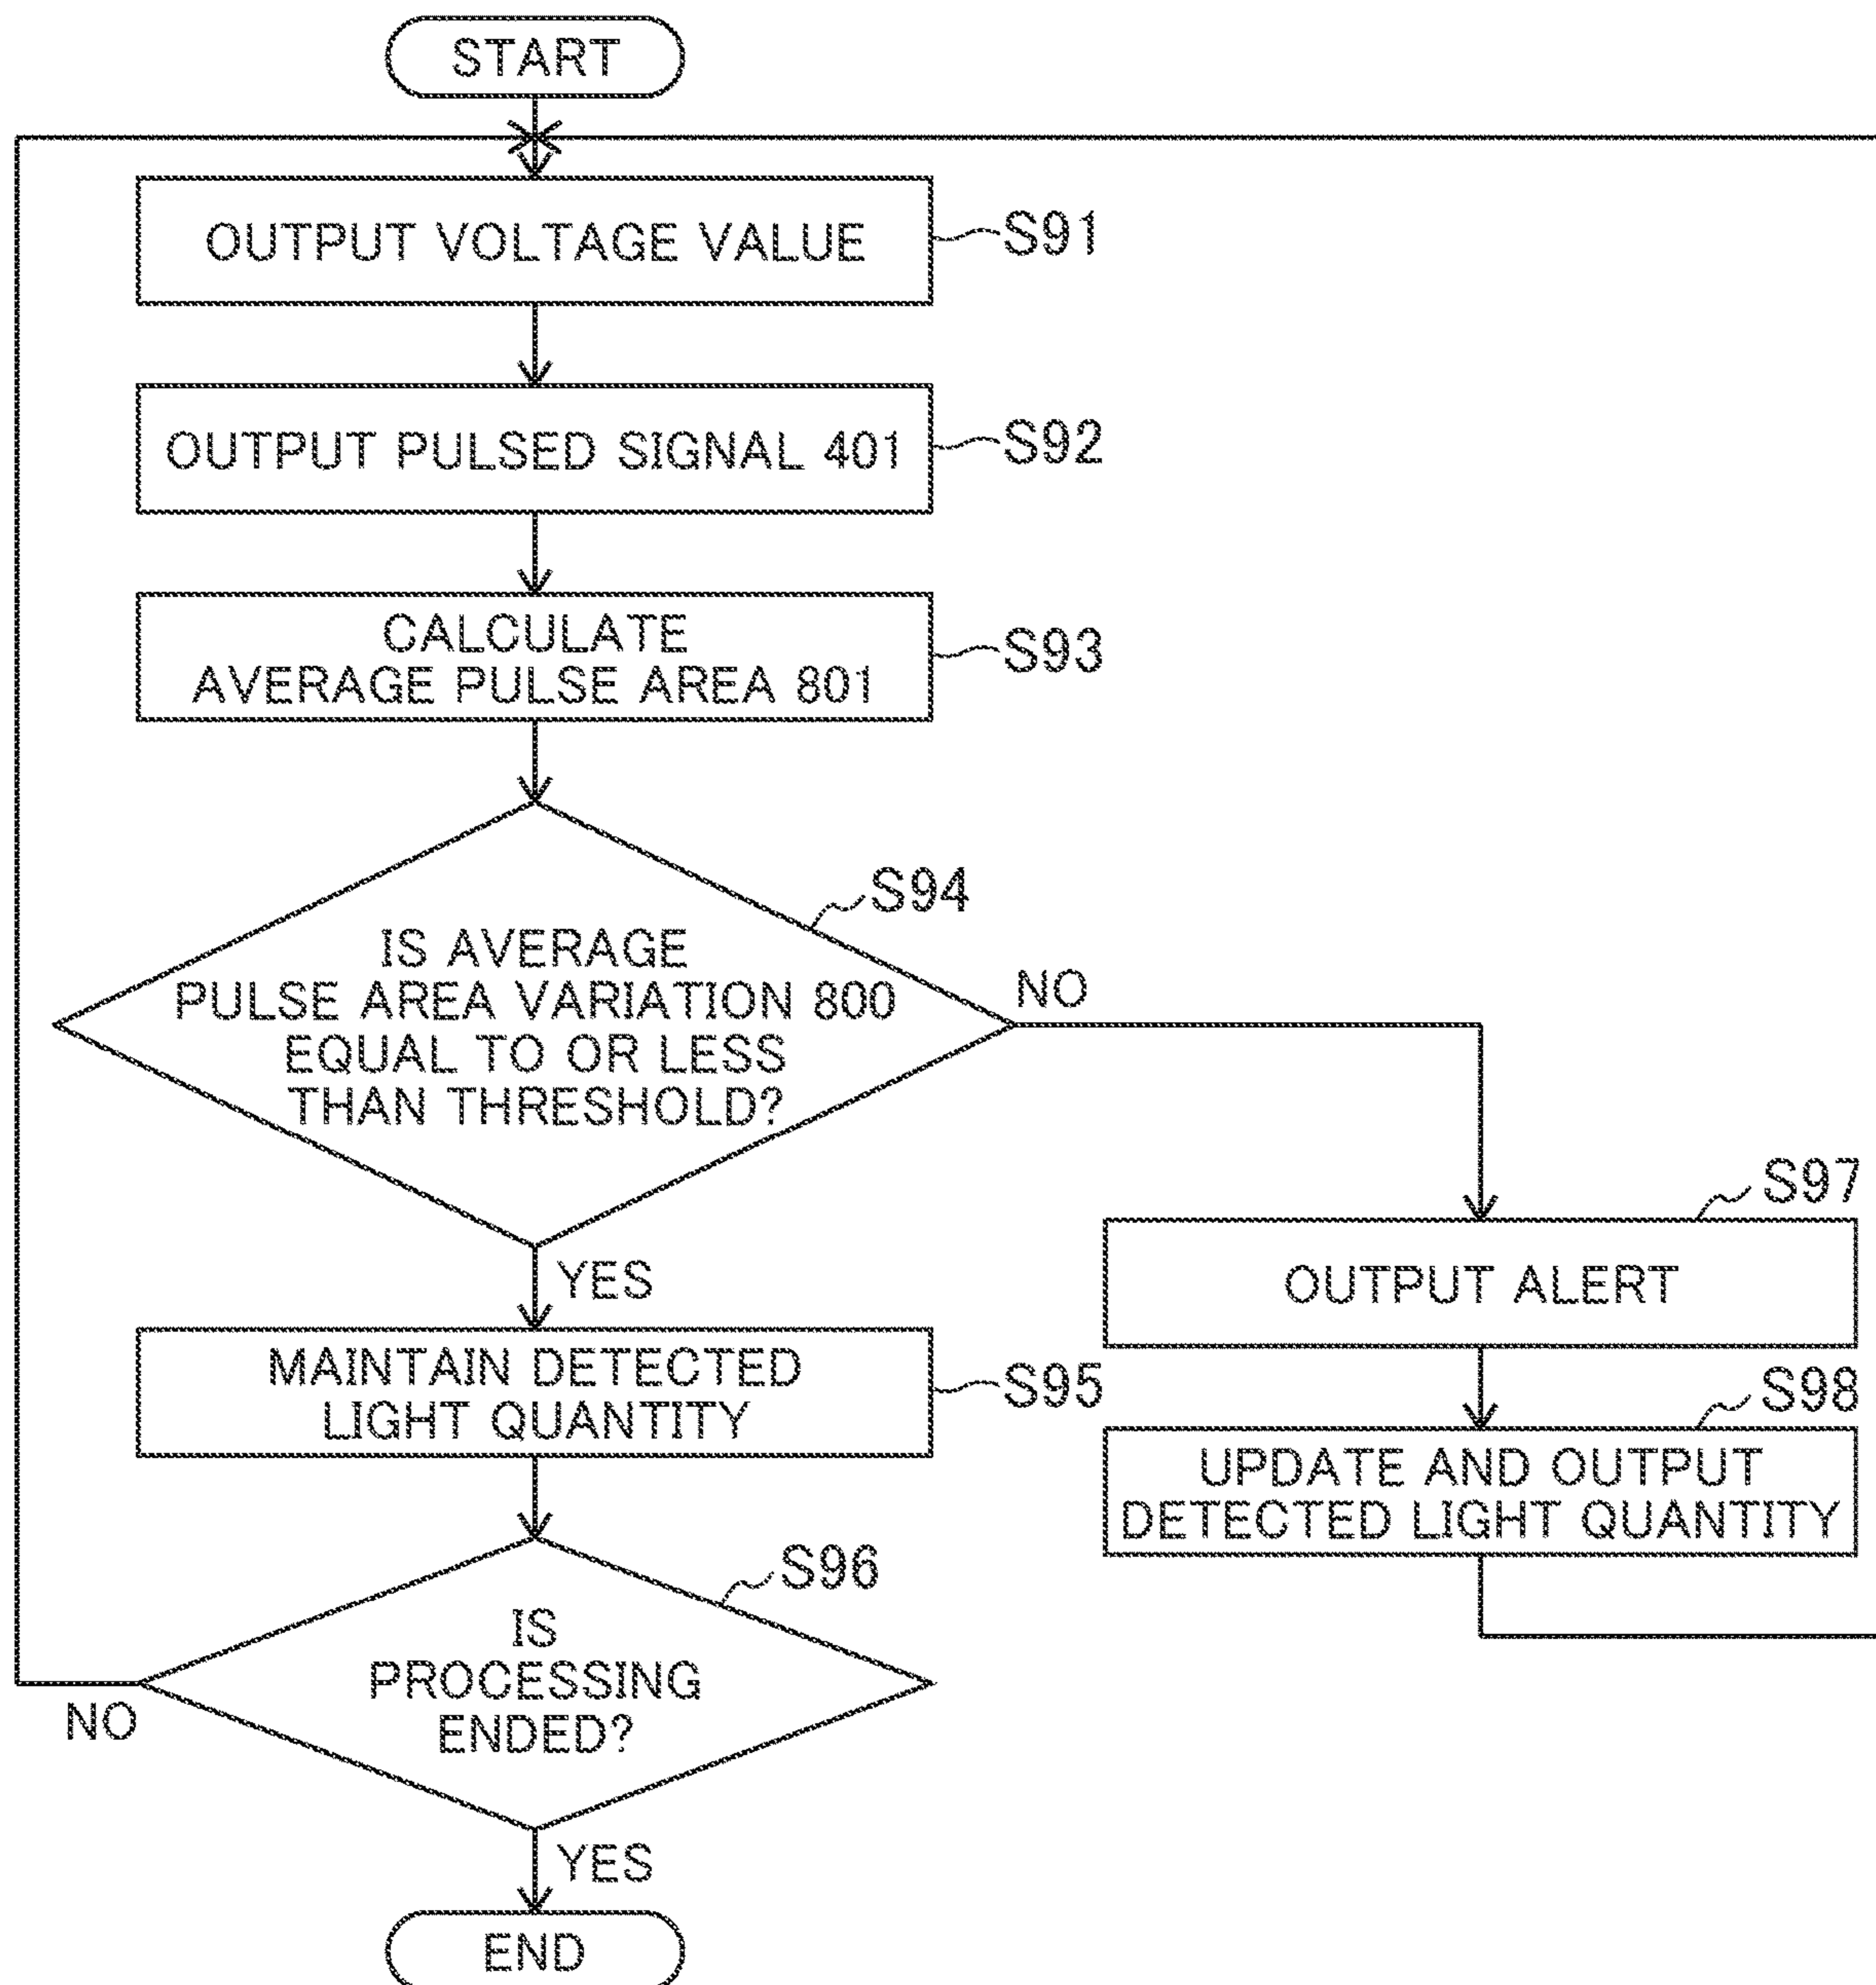 START
OUTPUT VOLTAGE VALUE
S91
OUTPUT PULSED SIGNAL 401
S92
CALCULATE
AVERAGE PULSE AREA 801
S93
S94
IS AVERAGE
PULSE AREA VARIATION 800
EQUAL TO OR LESS
THAN THRESHOLD?
NO
YES
S97
OUTPUT ALERT
MAINTAIN DETECTED
LIGHT QUANTITY
S95
S98
UPDATE AND OUTPUT
DETECTED LIGHT QUANTITY
S96
IS
PROCESSING
ENDED?
NO
YES
END